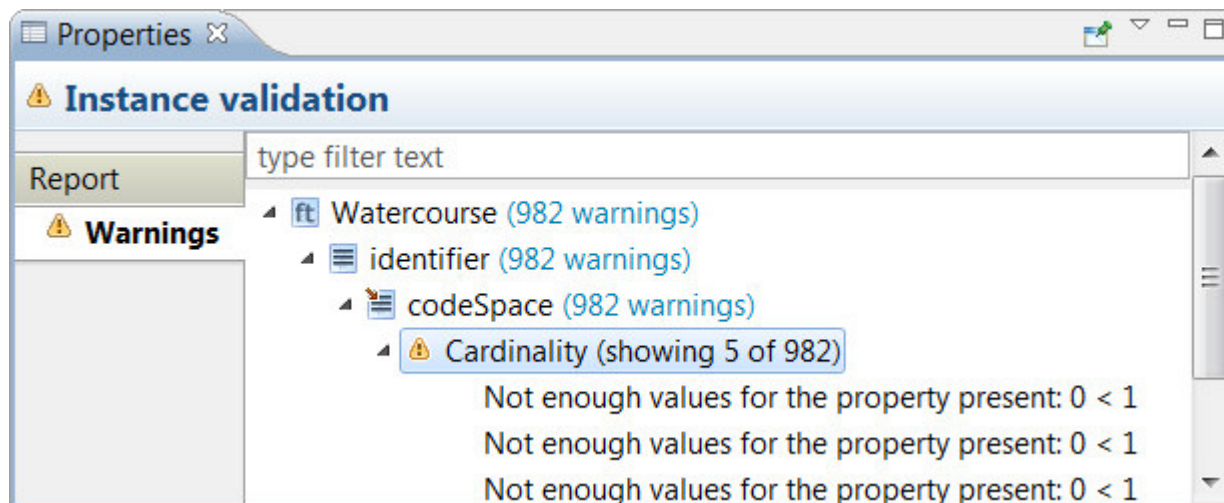 Properties
Instance validation
Report
Warnings
type filter text
ft Watercourse (982 warnings)
identifier (982 warnings)
codeSpace (982 warnings)
Cardinality (showing 5 of 982)
Not enough values for the property present: 0 < 1
Not enough values for the property present: 0 < 1
Not enough values for the property present: 0 < 1